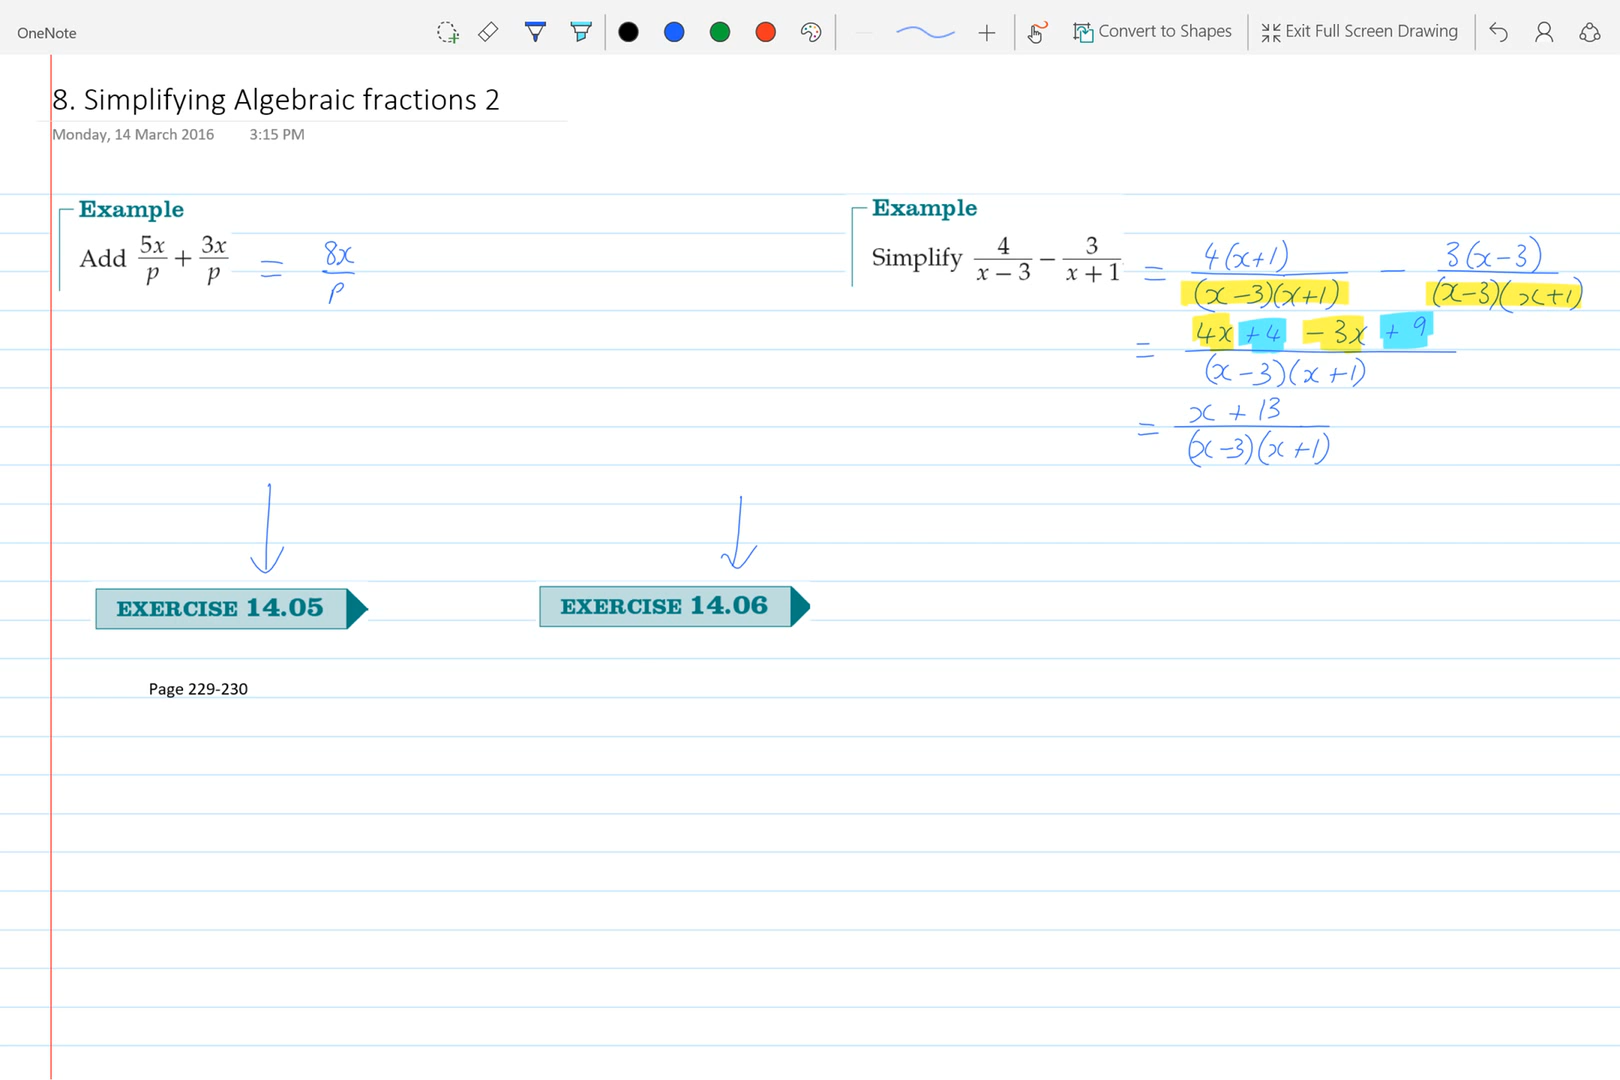 OneNote
Convert to Shapes
Exit Full Screen Drawing
8. Simplifying Algebraic fractions 2
Monday, 14 March 2016 3:15 PM
Example
Add 5x/p + 3x/p = 8x/p
Example
Simplify 4/(x − 3) − 3/(x + 1) = 4(x+1)/(x−3)(x+1) − 3(x−3)/(x−3)(x+1)
= 4x + 4 − 3x + 9/(x−3)(x+1)
= x + 13/(x−3)(x+1)
EXERCISE 14.05
EXERCISE 14.06
Page 229-230